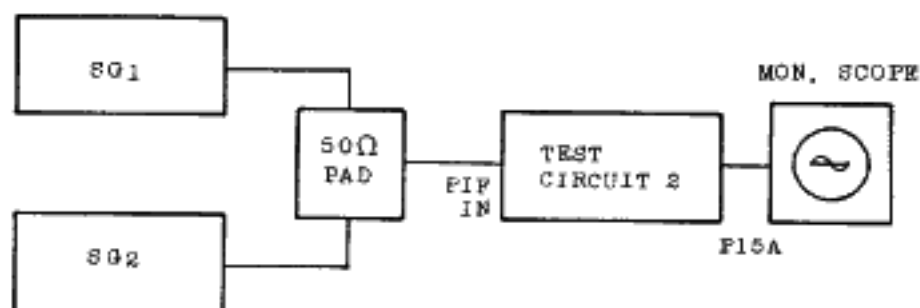 SG1
MON. SCOPE
50Ω
PAD
TEST
CIRCUIT 2
PIF
IN
SG2
P15A